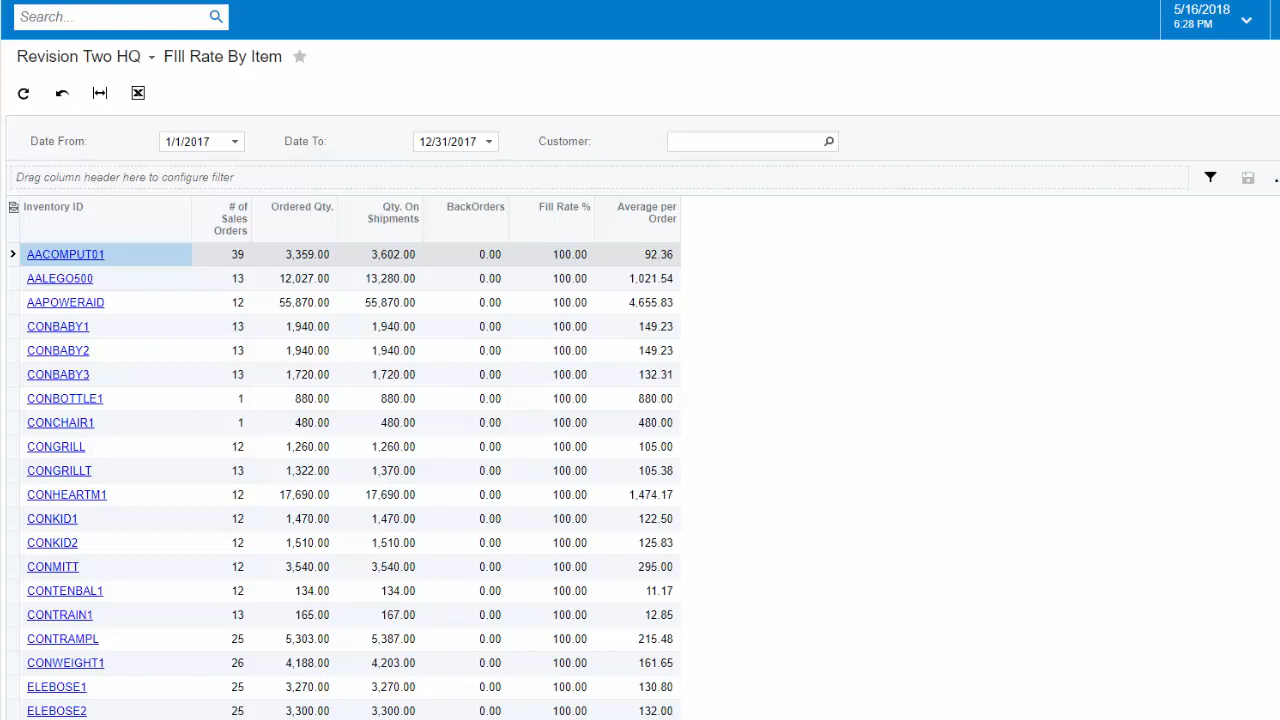 Search...
5/16/2018
6:28 PM
Revision Two HQ FIll Rate By Item
Date From: 1/1/2017 Date To: 12/31/2017 Customer:
Drag column header here to configure filter
Inventory ID # of Sales Orders Ordered Qty. Qty. On Shipments BackOrders Fill Rate % Average per Order
AACOMPUT01 39 3,359.00 3,602.00 0.00 100.00 92.36
AALEGO500 13 12,027.00 13,280.00 0.00 100.00 1,021.54
AAPOWERAID 12 55,870.00 55,870.00 0.00 100.00 4,655.83
CONBABY1 13 1,940.00 1,940.00 0.00 100.00 149.23
CONBABY2 13 1,940.00 1,940.00 0.00 100.00 149.23
CONBABY3 13 1,720.00 1,720.00 0.00 100.00 132.31
CONBOTTLE1 1 880.00 880.00 0.00 100.00 880.00
CONCHAIR1 1 480.00 480.00 0.00 100.00 480.00
CONGRILL 12 1,260.00 1,260.00 0.00 100.00 105.00
CONGRILLT 13 1,322.00 1,370.00 0.00 100.00 105.38
CONHEARTM1 12 17,690.00 17,690.00 0.00 100.00 1,474.17
CONKID1 12 1,470.00 1,470.00 0.00 100.00 122.50
CONKID2 12 1,510.00 1,510.00 0.00 100.00 125.83
CONMITT 12 3,540.00 3,540.00 0.00 100.00 295.00
CONTENBAL1 12 134.00 134.00 0.00 100.00 11.17
CONTRAIN1 13 165.00 167.00 0.00 100.00 12.85
CONTRAMPL 25 5,303.00 5,387.00 0.00 100.00 215.48
CONWEIGHT1 26 4,188.00 4,203.00 0.00 100.00 161.65
ELEBOSE1 25 3,270.00 3,270.00 0.00 100.00 130.80
ELEBOSE2 25 3,300.00 3,300.00 0.00 100.00 132.00